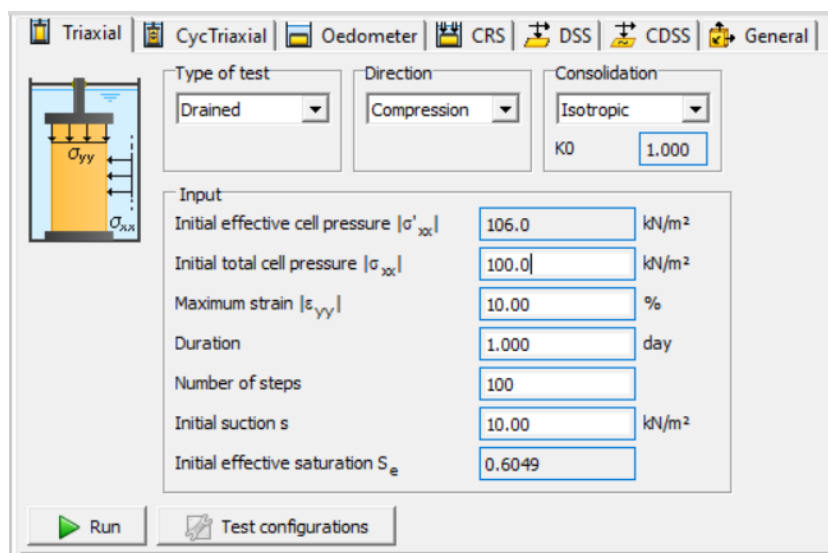 Triaxial CycTriaxial Oedometer CRS DSS CDSS General
Type of test Direction Consolidation
Drained Compression Isotropic
K0 1.000
σyy
σxx
Input
Initial effective cell pressure |σ'xx| 106.0 kN/m²
Initial total cell pressure |σxx| 100.0 kN/m²
Maximum strain |εyy| 10.00 %
Duration 1.000 day
Number of steps 100
Initial suction s 10.00 kN/m²
Initial effective saturation Se 0.6049
Run Test configurations